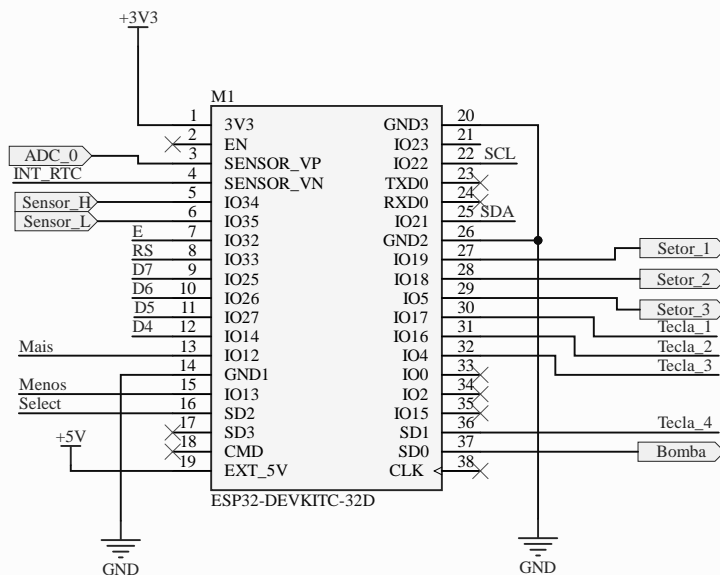 +3V3
M1
1 3V3 GND3 20
2 EN IO23 21
ADC_0 3 SENSOR_VP IO22 22 SCL
INT_RTC 4 SENSOR_VN TXD0 23
Sensor_H 5 IO34 RXD0 24
Sensor_L 6 IO35 IO21 25 SDA
E 7 IO32 GND2 26
RS 8 IO33 IO19 27 Setor_1
D7 9 IO25 IO18 28 Setor_2
D6 10 IO26 IO5 29 Setor_3
D5 11 IO27 IO17 30 Tecla_1
D4 12 IO14 IO16 31 Tecla_2
Mais 13 IO12 IO4 32 Tecla_3
14 GND1 IO0 33
Menos 15 IO13 IO2 34
Select 16 SD2 IO15 35
17 SD3 SD1 36 Tecla_4
+5V 18 CMD SD0 37 Bomba
19 EXT_5V CLK 38
ESP32-DEVKITC-32D
GND GND